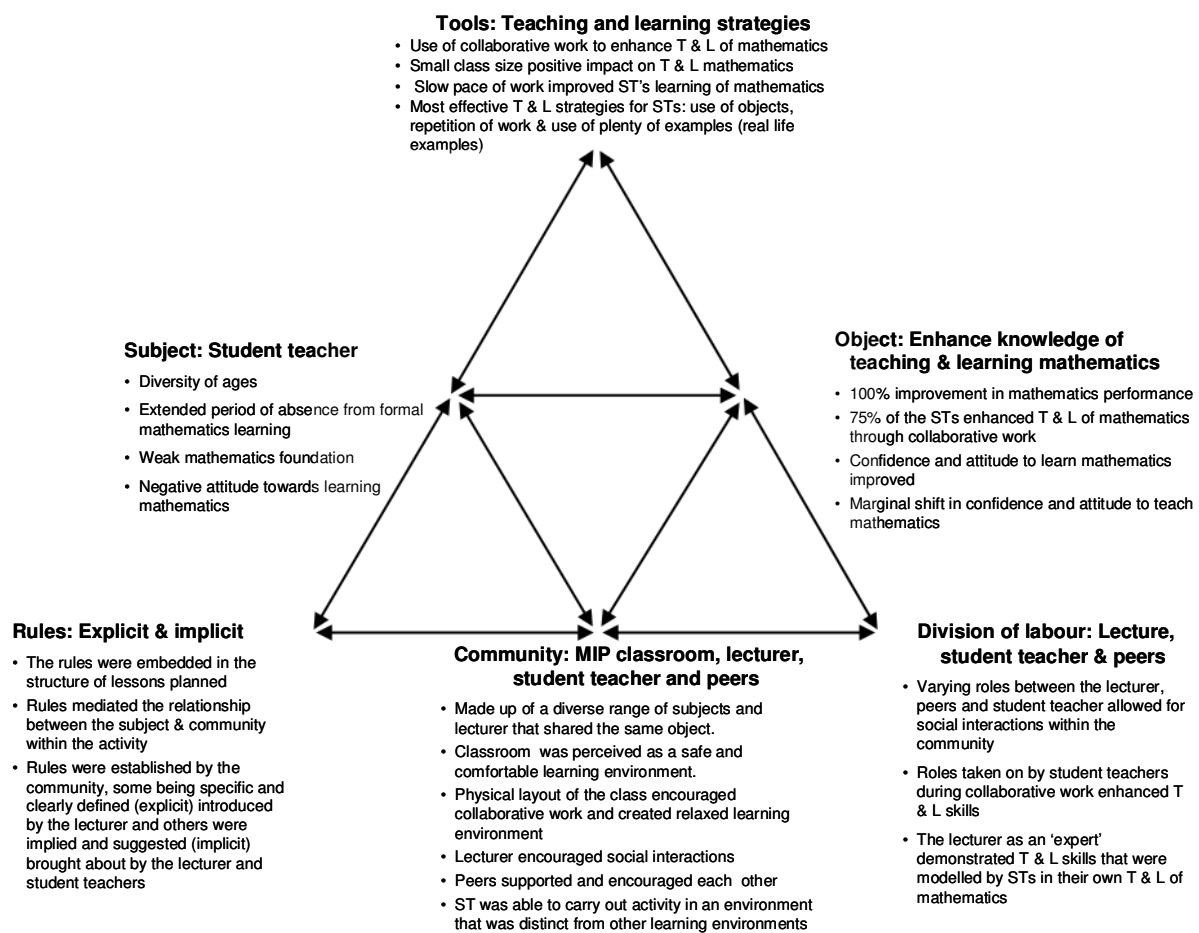 Tools: Teaching and learning strategies
• Use of collaborative work to enhance T & L of mathematics
• Small class size positive impact on T & L mathematics
• Slow pace of work improved ST's learning of mathematics
• Most effective T & L strategies for STs: use of objects,
repetition of work & use of plenty of examples (real life
examples)
Subject: Student teacher
• Diversity of ages
• Extended period of absence from formal
mathematics learning
• Weak mathematics foundation
• Negative attitude towards learning
mathematics
Object: Enhance knowledge of
teaching & learning mathematics
• 100% improvement in mathematics performance
• 75% of the STs enhanced T & L of mathematics
through collaborative work
• Confidence and attitude to learn mathematics
improved
• Marginal shift in confidence and attitude to teach
mathematics
Rules: Explicit & implicit
• The rules were embedded in the
structure of lessons planned
• Rules mediated the relationship
between the subject & community
within the activity
• Rules were established by the
community, some being specific and
clearly defined (explicit) introduced
by the lecturer and others were
implied and suggested (implicit)
brought about by the lecturer and
student teachers
Community: MIP classroom, lecturer,
student teacher and peers
• Made up of a diverse range of subjects and
lecturer that shared the same object.
• Classroom was perceived as a safe and
comfortable learning environment.
• Physical layout of the class encouraged
collaborative work and created relaxed learning
environment
• Lecturer encouraged social interactions
• Peers supported and encouraged each other
• ST was able to carry out activity in an environment
that was distinct from other learning environments
Division of labour: Lecture,
student teacher & peers
• Varying roles between the lecturer,
peers and student teacher allowed for
social interactions within the
community
• Roles taken on by student teachers
during collaborative work enhanced T
& L skills
• The lecturer as an 'expert'
demonstrated T & L skills that were
modelled by STs in their own T & L of
mathematics